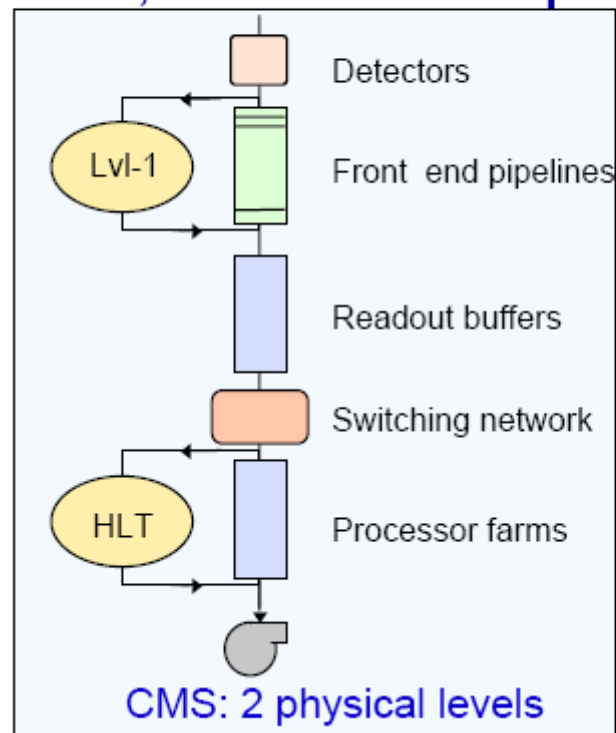 Detectors
Lvl-1
Front end pipelines
Readout buffers
Switching network
HLT
Processor farms
CMS: 2 physical levels